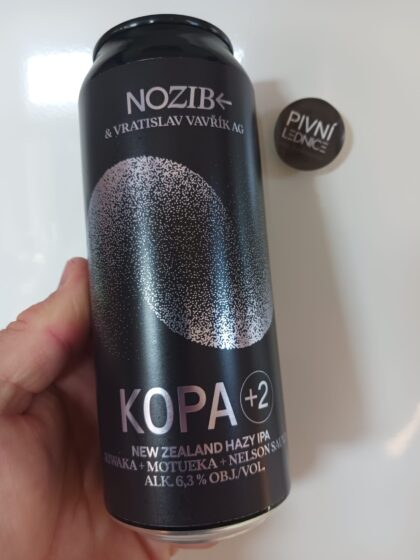 NOZIB←
& VRATISLAV VAVŘÍK AG
PIVNÍ
LEDNICE
KOPA +2
NEW ZEALAND HAZY IPA
+ MOTUEKA + NELSON
ALK. 6,3 % OBJ./VOL.